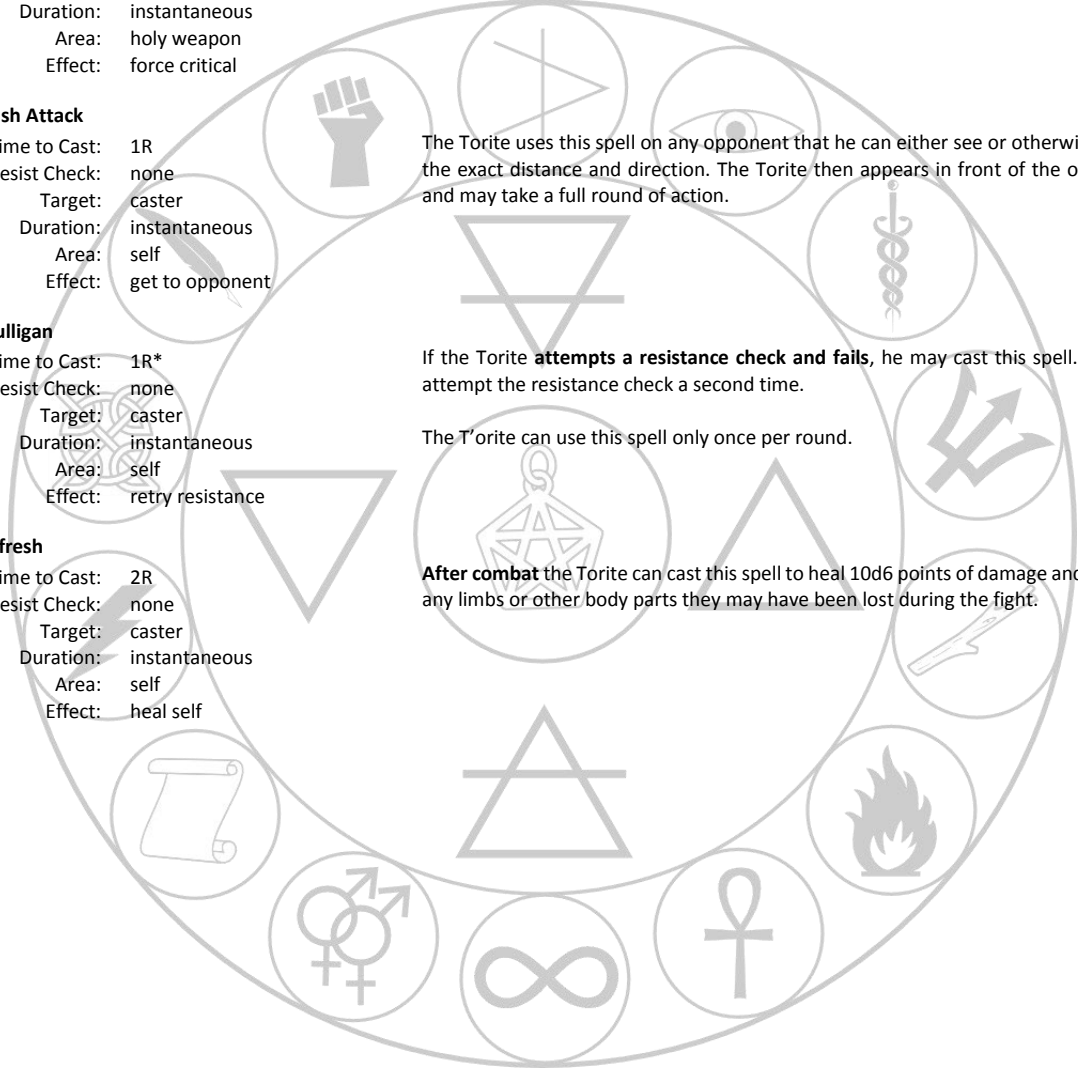 Duration: instantaneous
Area: holy weapon
Effect: force critical
sh Attack
ime to Cast: 1R
esist Check: none
Target: caster
Duration: instantaneous
Area: self
Effect: get to opponent
The Torite uses this spell on any opponent that he can either see or otherwi
the exact distance and direction. The Torite then appears in front of the o
and may take a full round of action.
ulligan
ime to Cast: 1R*
esist Check: none
Target: caster
Duration: instantaneous
Area: self
Effect: retry resistance
If the Torite attempts a resistance check and fails, he may cast this spell.
attempt the resistance check a second time.
The T'orite can use this spell only once per round.
fresh
ime to Cast: 2R
esist Check: none
Target: caster
Duration: instantaneous
Area: self
Effect: heal self
After combat the Torite can cast this spell to heal 10d6 points of damage and
any limbs or other body parts they may have been lost during the fight.